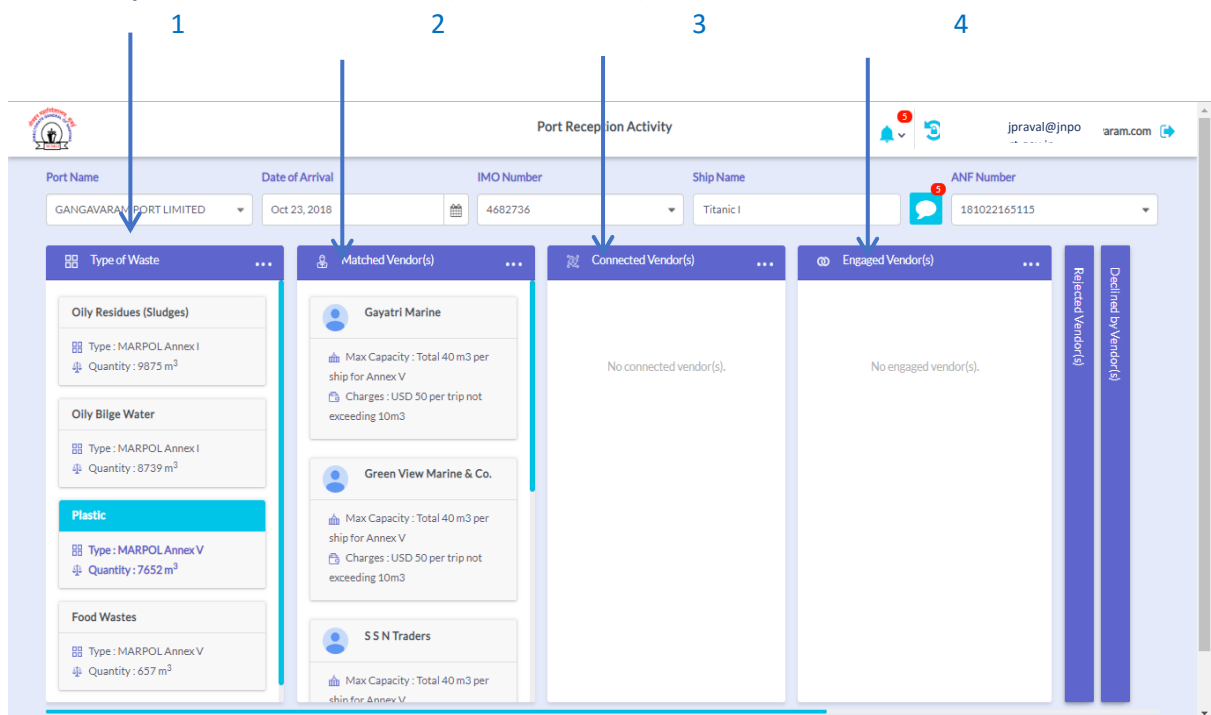 1 2 3 4
Port Reception Activity
5
jpraval@jnpo
aram.com
Port Name Date of Arrival IMO Number Ship Name ANF Number
GANGAVARAM PORT LIMITED Oct 23, 2018 4682736 Titanic I 5 181022165115
Type of Waste ...
Oily Residues (Sludges)
Type : MARPOL Annex I
Quantity : 9875 m³
Oily Bilge Water
Type : MARPOL Annex I
Quantity : 8739 m³
Plastic
Type : MARPOL Annex V
Quantity : 7652 m³
Food Wastes
Type : MARPOL Annex V
Quantity : 657 m³
Matched Vendor(s) ...
Gayatri Marine
Max Capacity : Total 40 m3 per
ship for Annex V
Charges : USD 50 per trip not
exceeding 10m3
Green View Marine & Co.
Max Capacity : Total 40 m3 per
ship for Annex V
Charges : USD 50 per trip not
exceeding 10m3
S S N Traders
Max Capacity : Total 40 m3 per
ship for Annex V
Connected Vendor(s) ...
No connected vendor(s).
Engaged Vendor(s) ...
No engaged vendor(s).
Rejected Vendor(s)
Declined by Vendor(s)